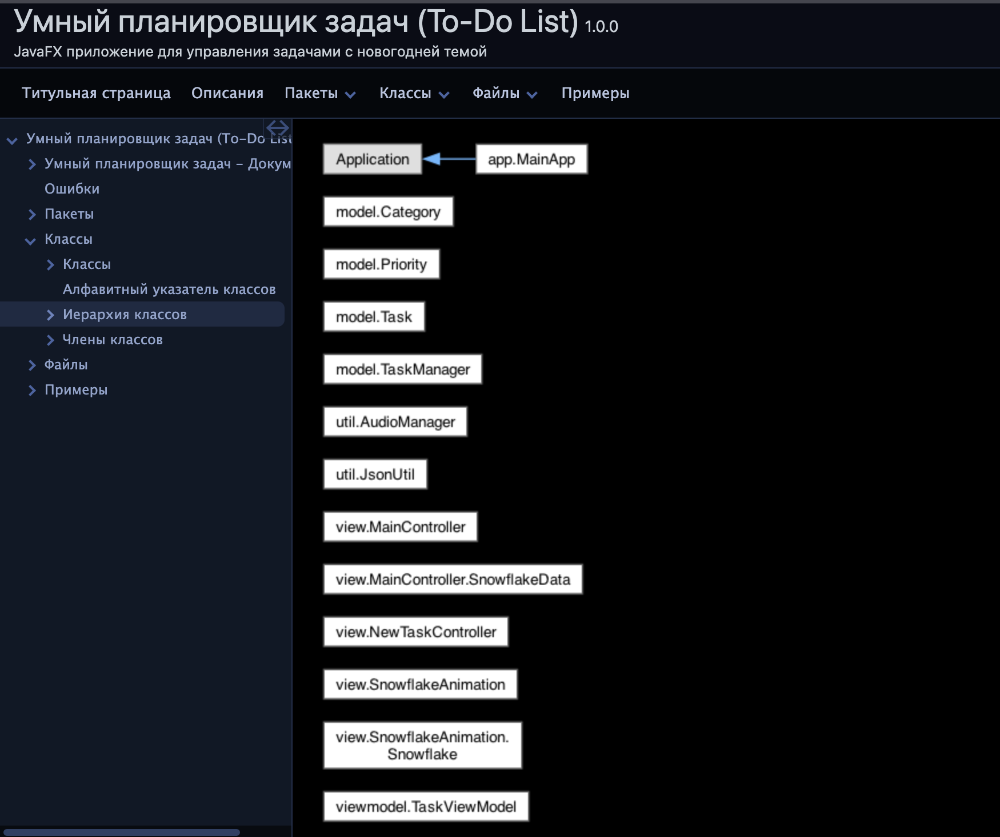 Умный планировщик задач (To-Do List) 1.0.0
JavaFX приложение для управления задачами с новогодней темой
Титульная страница Описания Пакеты Классы Файлы Примеры
Умный планировщик задач (To-Do List
Умный планировщик задач - Докум
Ошибки
Пакеты
Классы
Классы
Алфавитный указатель классов
Иерархия классов
Члены классов
Файлы
Примеры
Application app.MainApp
model.Category
model.Priority
model.Task
model.TaskManager
util.AudioManager
util.JsonUtil
view.MainController
view.MainController.SnowflakeData
view.NewTaskController
view.SnowflakeAnimation
view.SnowflakeAnimation.
Snowflake
viewmodel.TaskViewModel